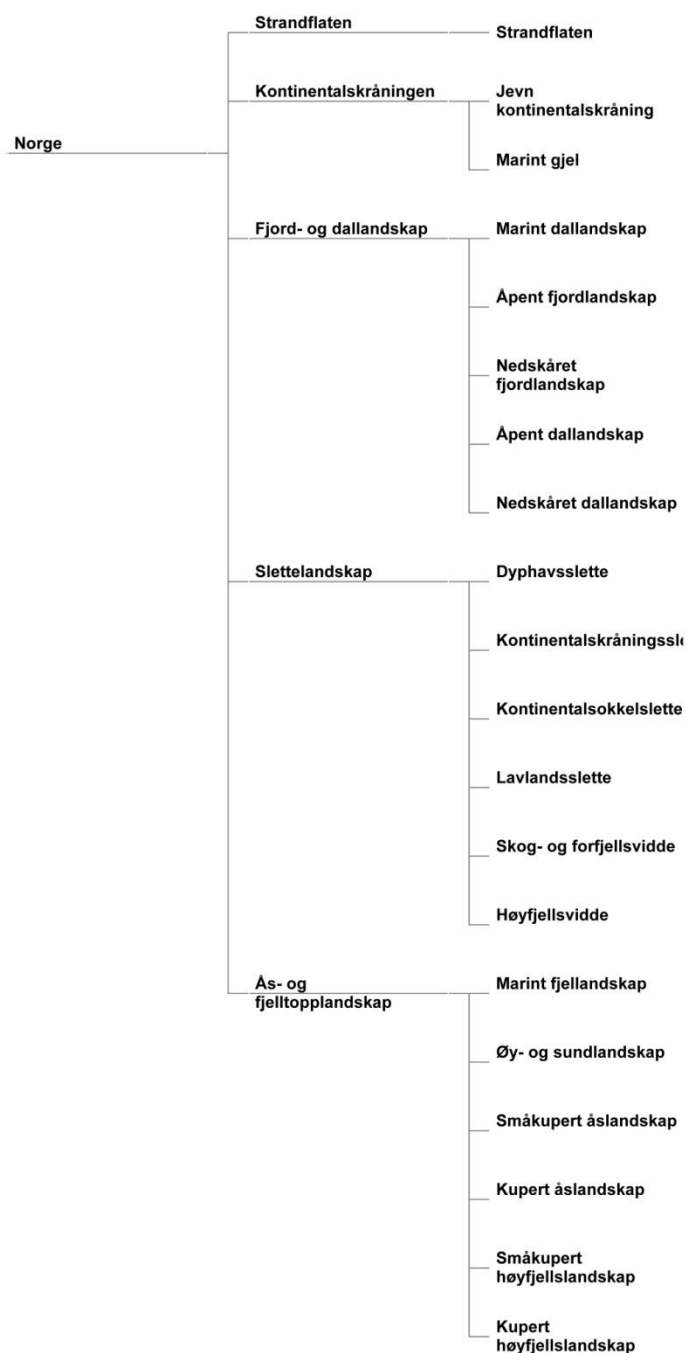 Norge
Strandflaten
Strandflaten
Kontinentalskråningen
Jevn
kontinentalskråning
Marint gjel
Fjord- og dallandskap
Marint dallandskap
Åpent fjordlandskap
Nedskåret
fjordlandskap
Åpent dallandskap
Nedskåret dallandskap
Slettelandskap
Dyphavsslette
Kontinentalsokkelslette
Lavlandsslette
Skog- og forfjellsvidde
Høyfjellsvidde
Ås- og
fjelltopplandskap
Marint fjellandskap
Øy- og sundlandskap
Småkupert åslandskap
Kupert åslandskap
Småkupert
høyfjellslandskap
Kupert
høyfjellslandskap